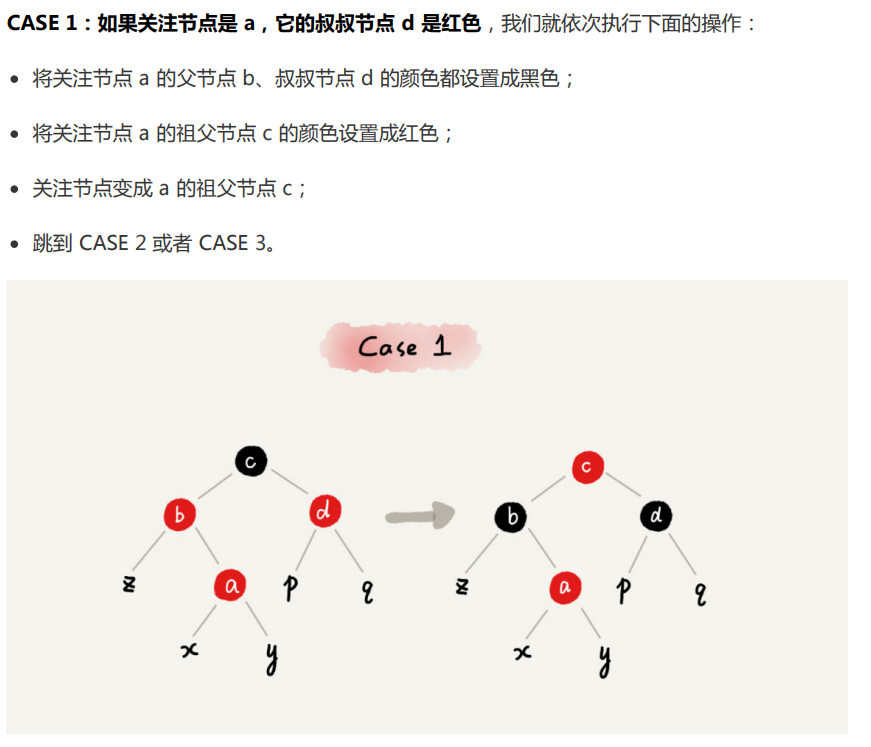 CASE 1：如果关注节点是 a，它的叔叔节点 d 是红色，我们就依次执行下面的操作：
将关注节点 a 的父节点 b、叔叔节点 d 的颜色都设置成黑色；
将关注节点 a 的祖父节点 c 的颜色设置成红色；
关注节点变成 a 的祖父节点 c；
跳到 CASE 2 或者 CASE 3。
Case 1
c c
b d b d
z a p q z a p q
x y x y